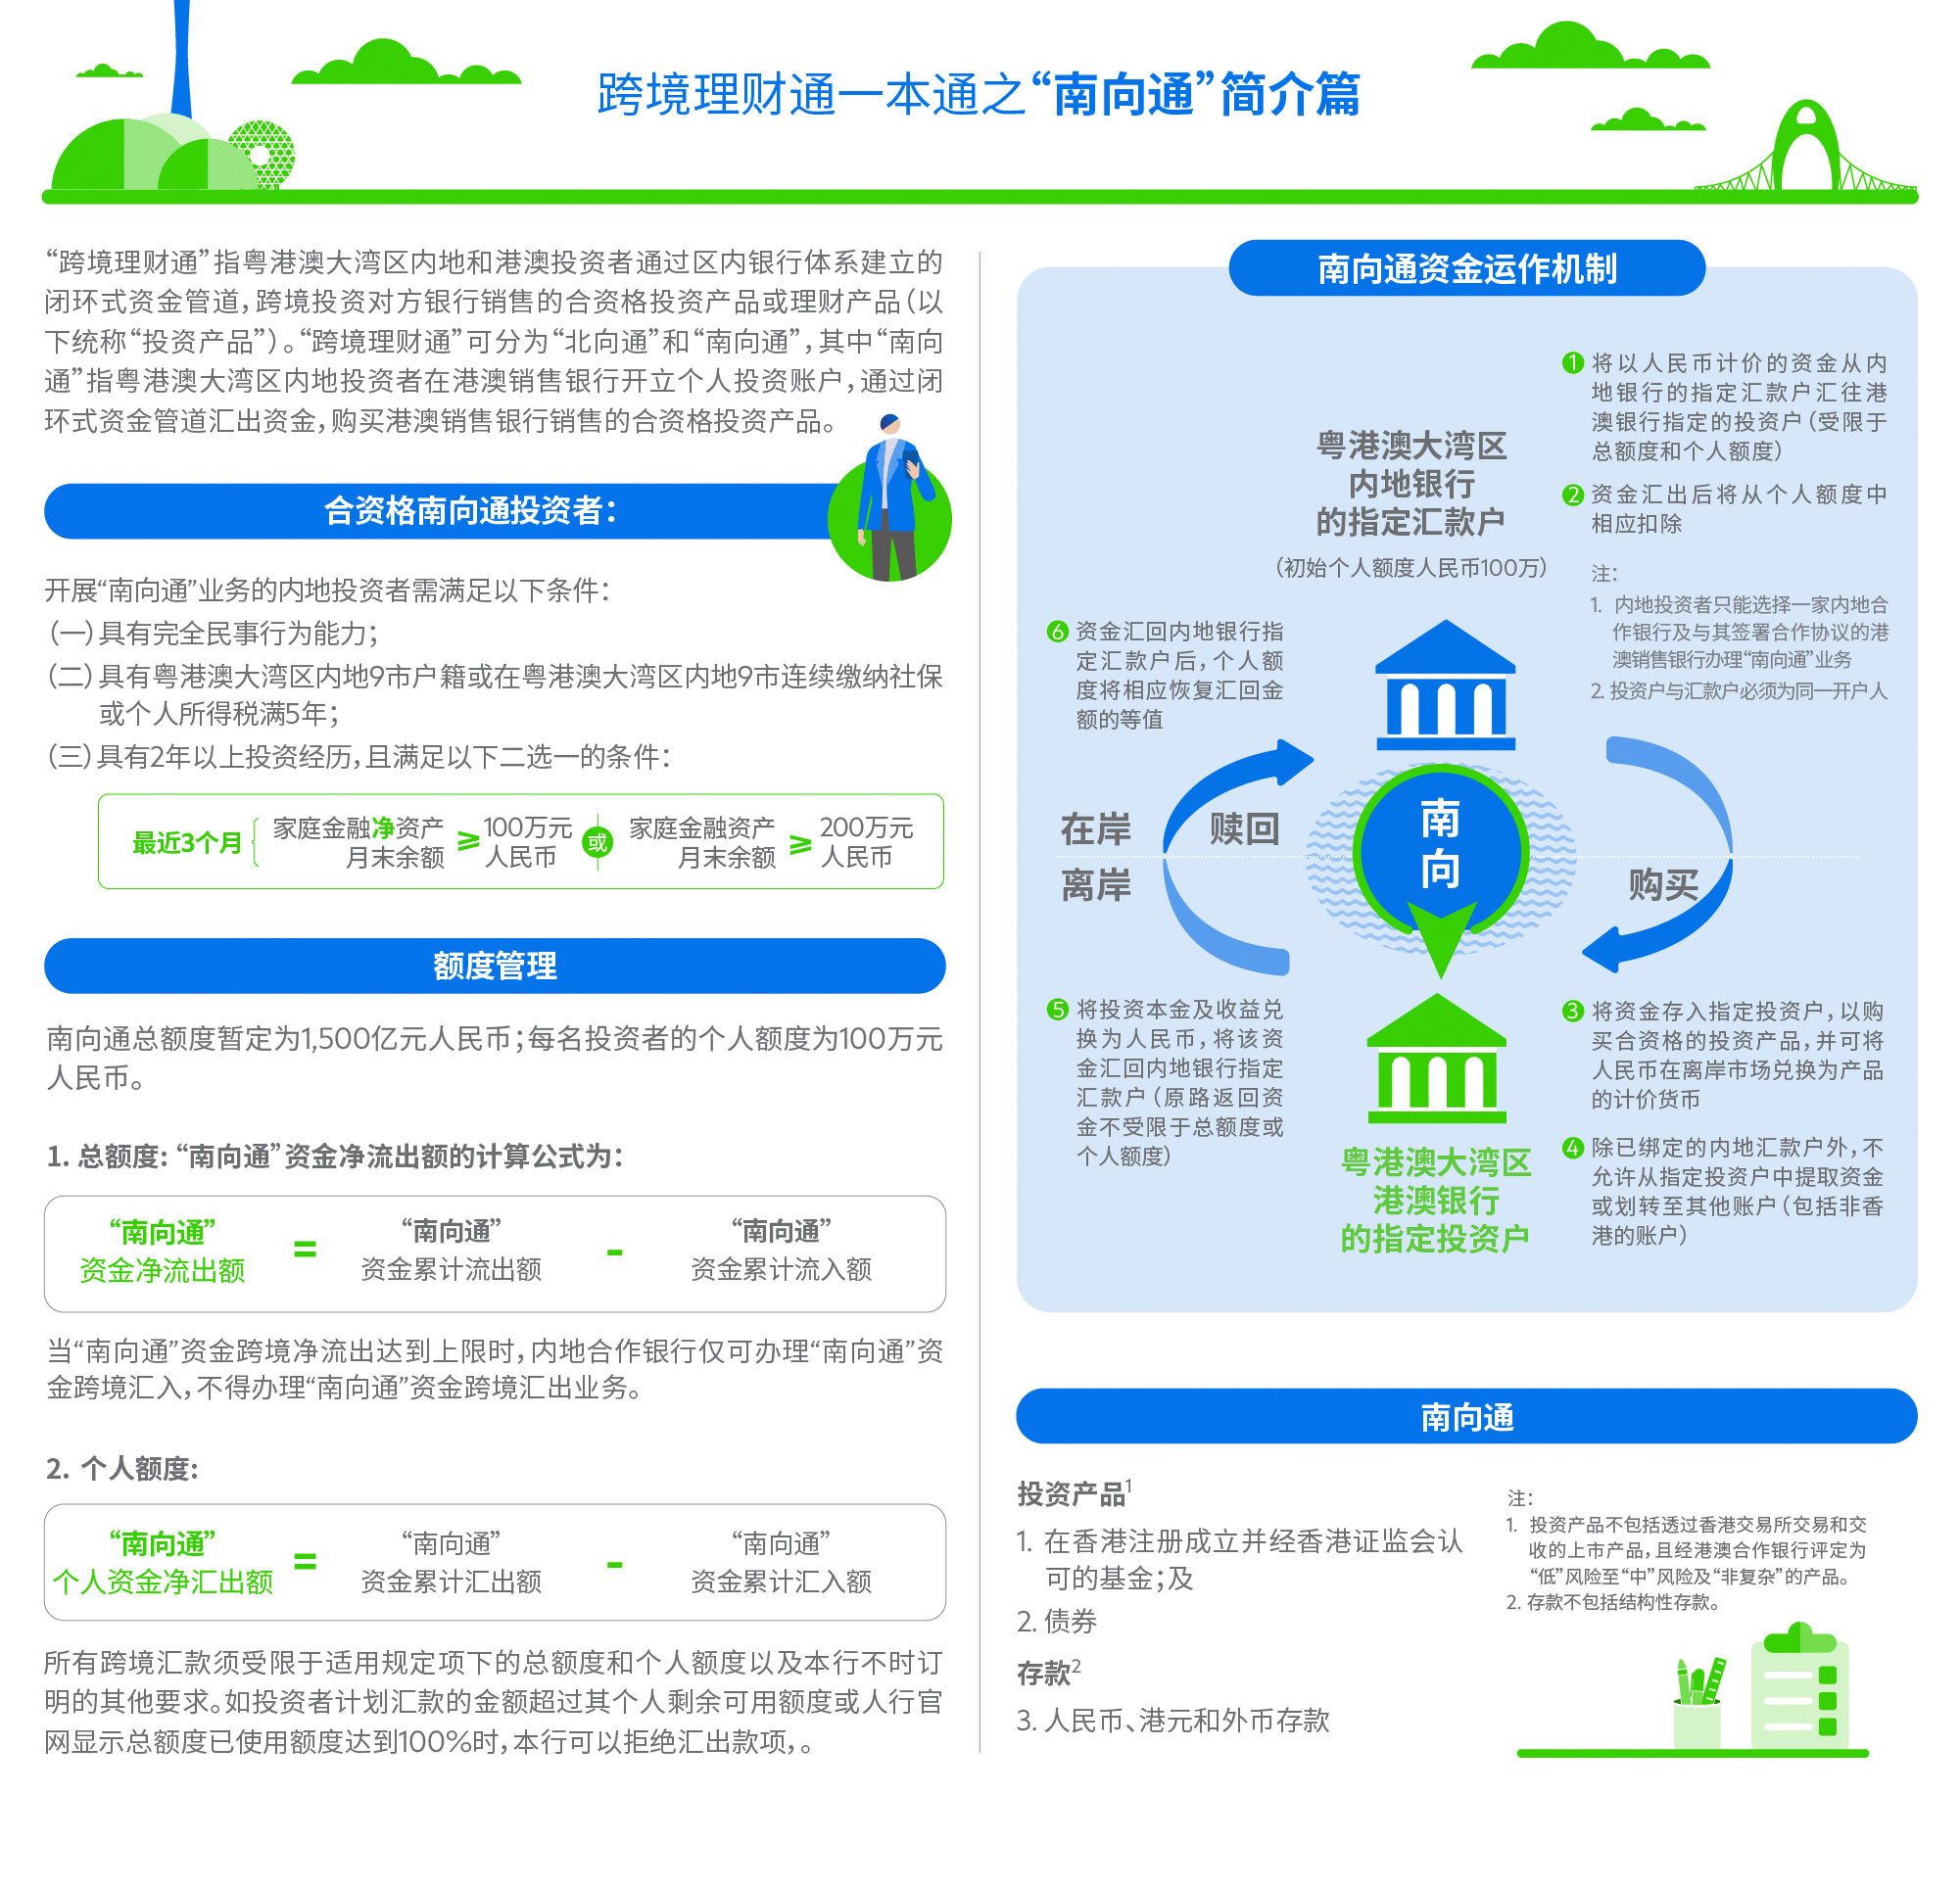 跨境理财通一本通之“南向通”简介篇
“跨境理财通”指粤港澳大湾区内地和港澳投资者通过区内银行体系建立的
闭环式资金管道，跨境投资对方银行销售的合资格投资产品或理财产品（以
下统称“投资产品”）。“跨境理财通”可分为“北向通”和“南向通”，其中“南向
通”指粤港澳大湾区内地投资者在港澳销售银行开立个人投资账户，通过闭
环式资金管道汇出资金，购买港澳销售银行销售的合资格投资产品。
合资格南向通投资者：
开展“南向通”业务的内地投资者需满足以下条件：
（一）具有完全民事行为能力；
（二）具有粤港澳大湾区内地9市户籍或在粤港澳大湾区内地9市连续缴纳社保
或个人所得税满5年；
（三）具有2年以上投资经历，且满足以下二选一的条件：
最近3个月
家庭金融净资产
月末余额
≥
100万元
人民币
或
家庭金融资产
月末余额
≥
200万元
人民币
额度管理
南向通总额度暂定为1,500亿元人民币；每名投资者的个人额度为100万元
人民币。
1. 总额度：“南向通”资金净流出额的计算公式为：
“南向通”
资金净流出额
=
“南向通”
资金累计流出额
-
“南向通”
资金累计流入额
当“南向通”资金跨境净流出达到上限时，内地合作银行仅可办理“南向通”资
金跨境汇入，不得办理“南向通”资金跨境汇出业务。
2. 个人额度:
“南向通”
个人资金净汇出额
=
“南向通”
资金累计汇出额
-
“南向通”
资金累计汇入额
所有跨境汇款须受限于适用规定项下的总额度和个人额度以及本行不时订
明的其他要求。如投资者计划汇款的金额超过其个人剩余可用额度或人行官
网显示总额度已使用额度达到100%时，本行可以拒绝汇出款项，。
南向通资金运作机制
粤港澳大湾区
内地银行
的指定汇款户
（初始个人额度人民币100万）
1 将以人民币计价的资金从内
地银行的指定汇款户汇往港
澳银行指定的投资户（受限于
总额度和个人额度）
2 资金汇出后将从个人额度中
相应扣除
注：
1. 内地投资者只能选择一家内地合
作银行及与其签署合作协议的港
澳销售银行办理“南向通”业务
2. 投资户与汇款户必须为同一开户人
6 资金汇回内地银行指
定汇款户后，个人额
度将相应恢复汇回金
额的等值
在岸
离岸
赎回
南
向
购买
5 将投资本金及收益兑
换为人民币，将该资
金汇回内地银行指定
汇款户（原路返回资
金不受限于总额度或
个人额度）
粤港澳大湾区
港澳银行
的指定投资户
3 将资金存入指定投资户，以购
买合资格的投资产品，并可将
人民币在离岸市场兑换为产品
的计价货币
4 除已绑定的内地汇款户外，不
允许从指定投资户中提取资金
或划转至其他账户（包括非香
港的账户）
南向通
投资产品1
1. 在香港注册成立并经香港证监会认
可的基金；及
2. 债券
存款2
3. 人民币、港元和外币存款
注：
1. 投资产品不包括透过香港交易所交易和交
收的上市产品，且经港澳合作银行评定为
“低”风险至“中”风险及“非复杂”的产品。
2. 存款不包括结构性存款。